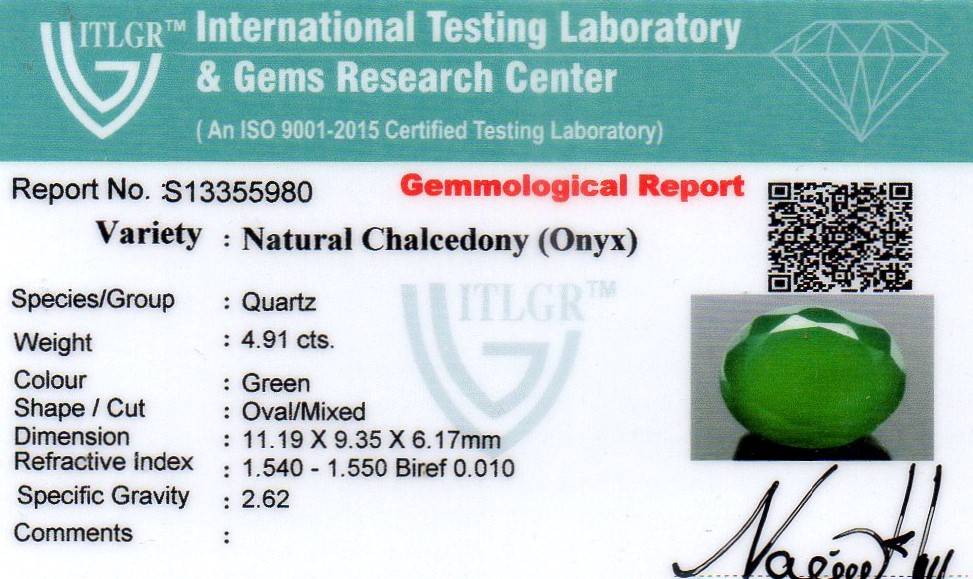 ITLGR™ International Testing Laboratory
& Gems Research Center
( An ISO 9001-2015 Certified Testing Laboratory)
Report No. :S13355980
Gemmological Report
Variety : Natural Chalcedony (Onyx)
ITLGR™
Species/Group : Quartz
Weight : 4.91 cts.
Colour : Green
Shape / Cut : Oval/Mixed
Dimension : 11.19 X 9.35 X 6.17mm
Refractive Index : 1.540 - 1.550 Biref 0.010
Specific Gravity : 2.62
Comments :